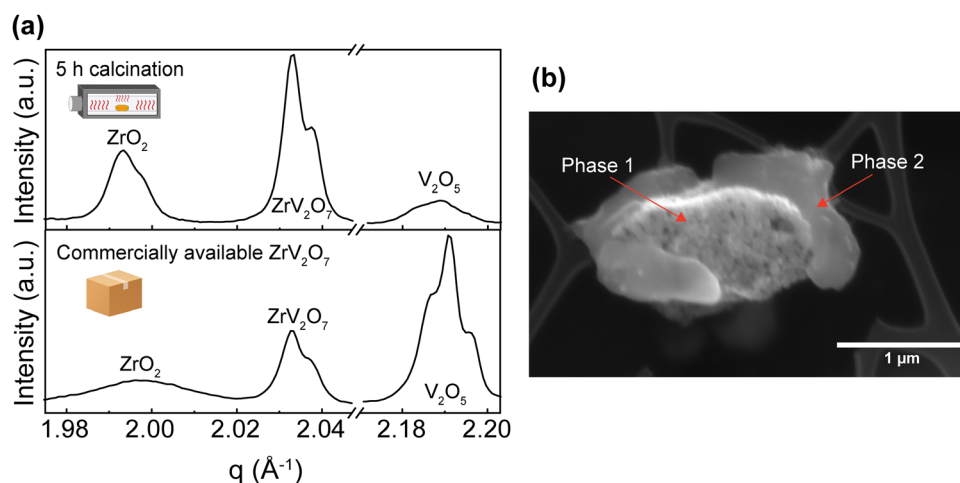 (a)
5 h calcination
ZrO₂
ZrV₂O₇
V₂O₅
Intensity (a.u.)
Commercially available ZrV₂O₇
ZrO₂
ZrV₂O₇
V₂O₅
Intensity (a.u.)
1.98 2.00 2.02 2.04 2.18 2.20
q (Å⁻¹)
(b)
Phase 1
Phase 2
1 µm